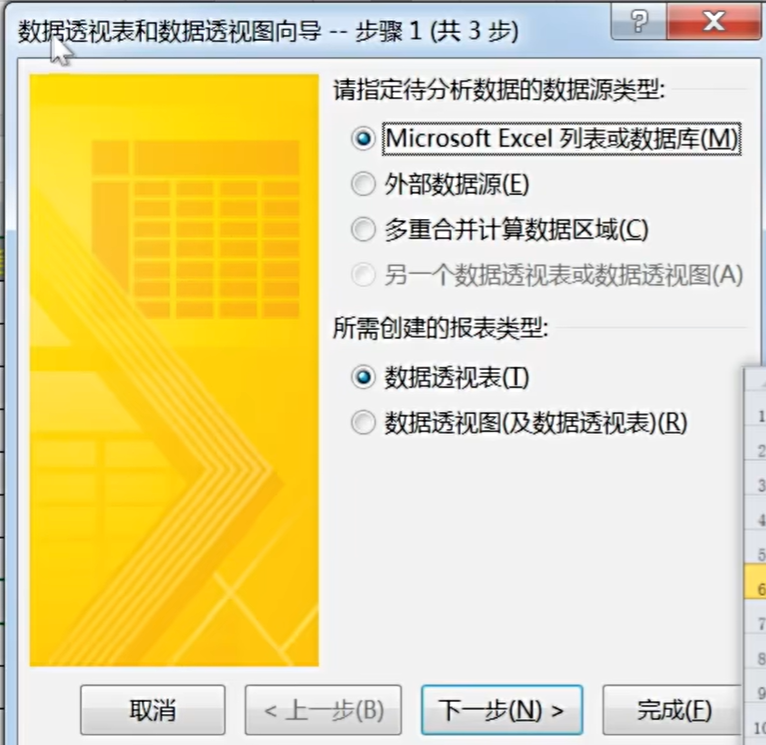 数据透视表和数据透视图向导 -- 步骤 1 (共 3 步)
请指定待分析数据的数据源类型:
Microsoft Excel 列表或数据库(M)
外部数据源(E)
多重合并计算数据区域(C)
另一个数据透视表或数据透视图(A)
所需创建的报表类型:
数据透视表(T)
数据透视图(及数据透视表)(R)
1
2
3
4
5
6
7
8
9
10
取消
< 上一步(B)
下一步(N) >
完成(F)